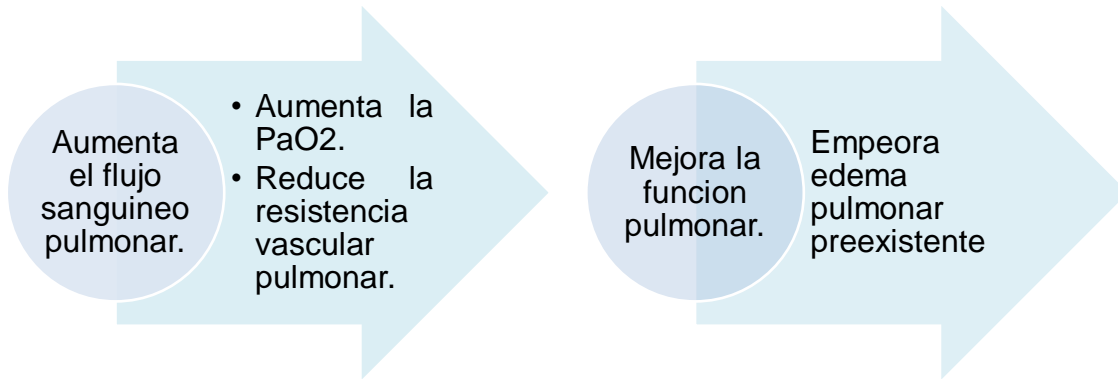 Aumenta
el flujo
sanguineo
pulmonar.
• Aumenta la
PaO2.
• Reduce la
resistencia
vascular
pulmonar.
Mejora la
funcion
pulmonar.
Empeora
edema
pulmonar
preexistente